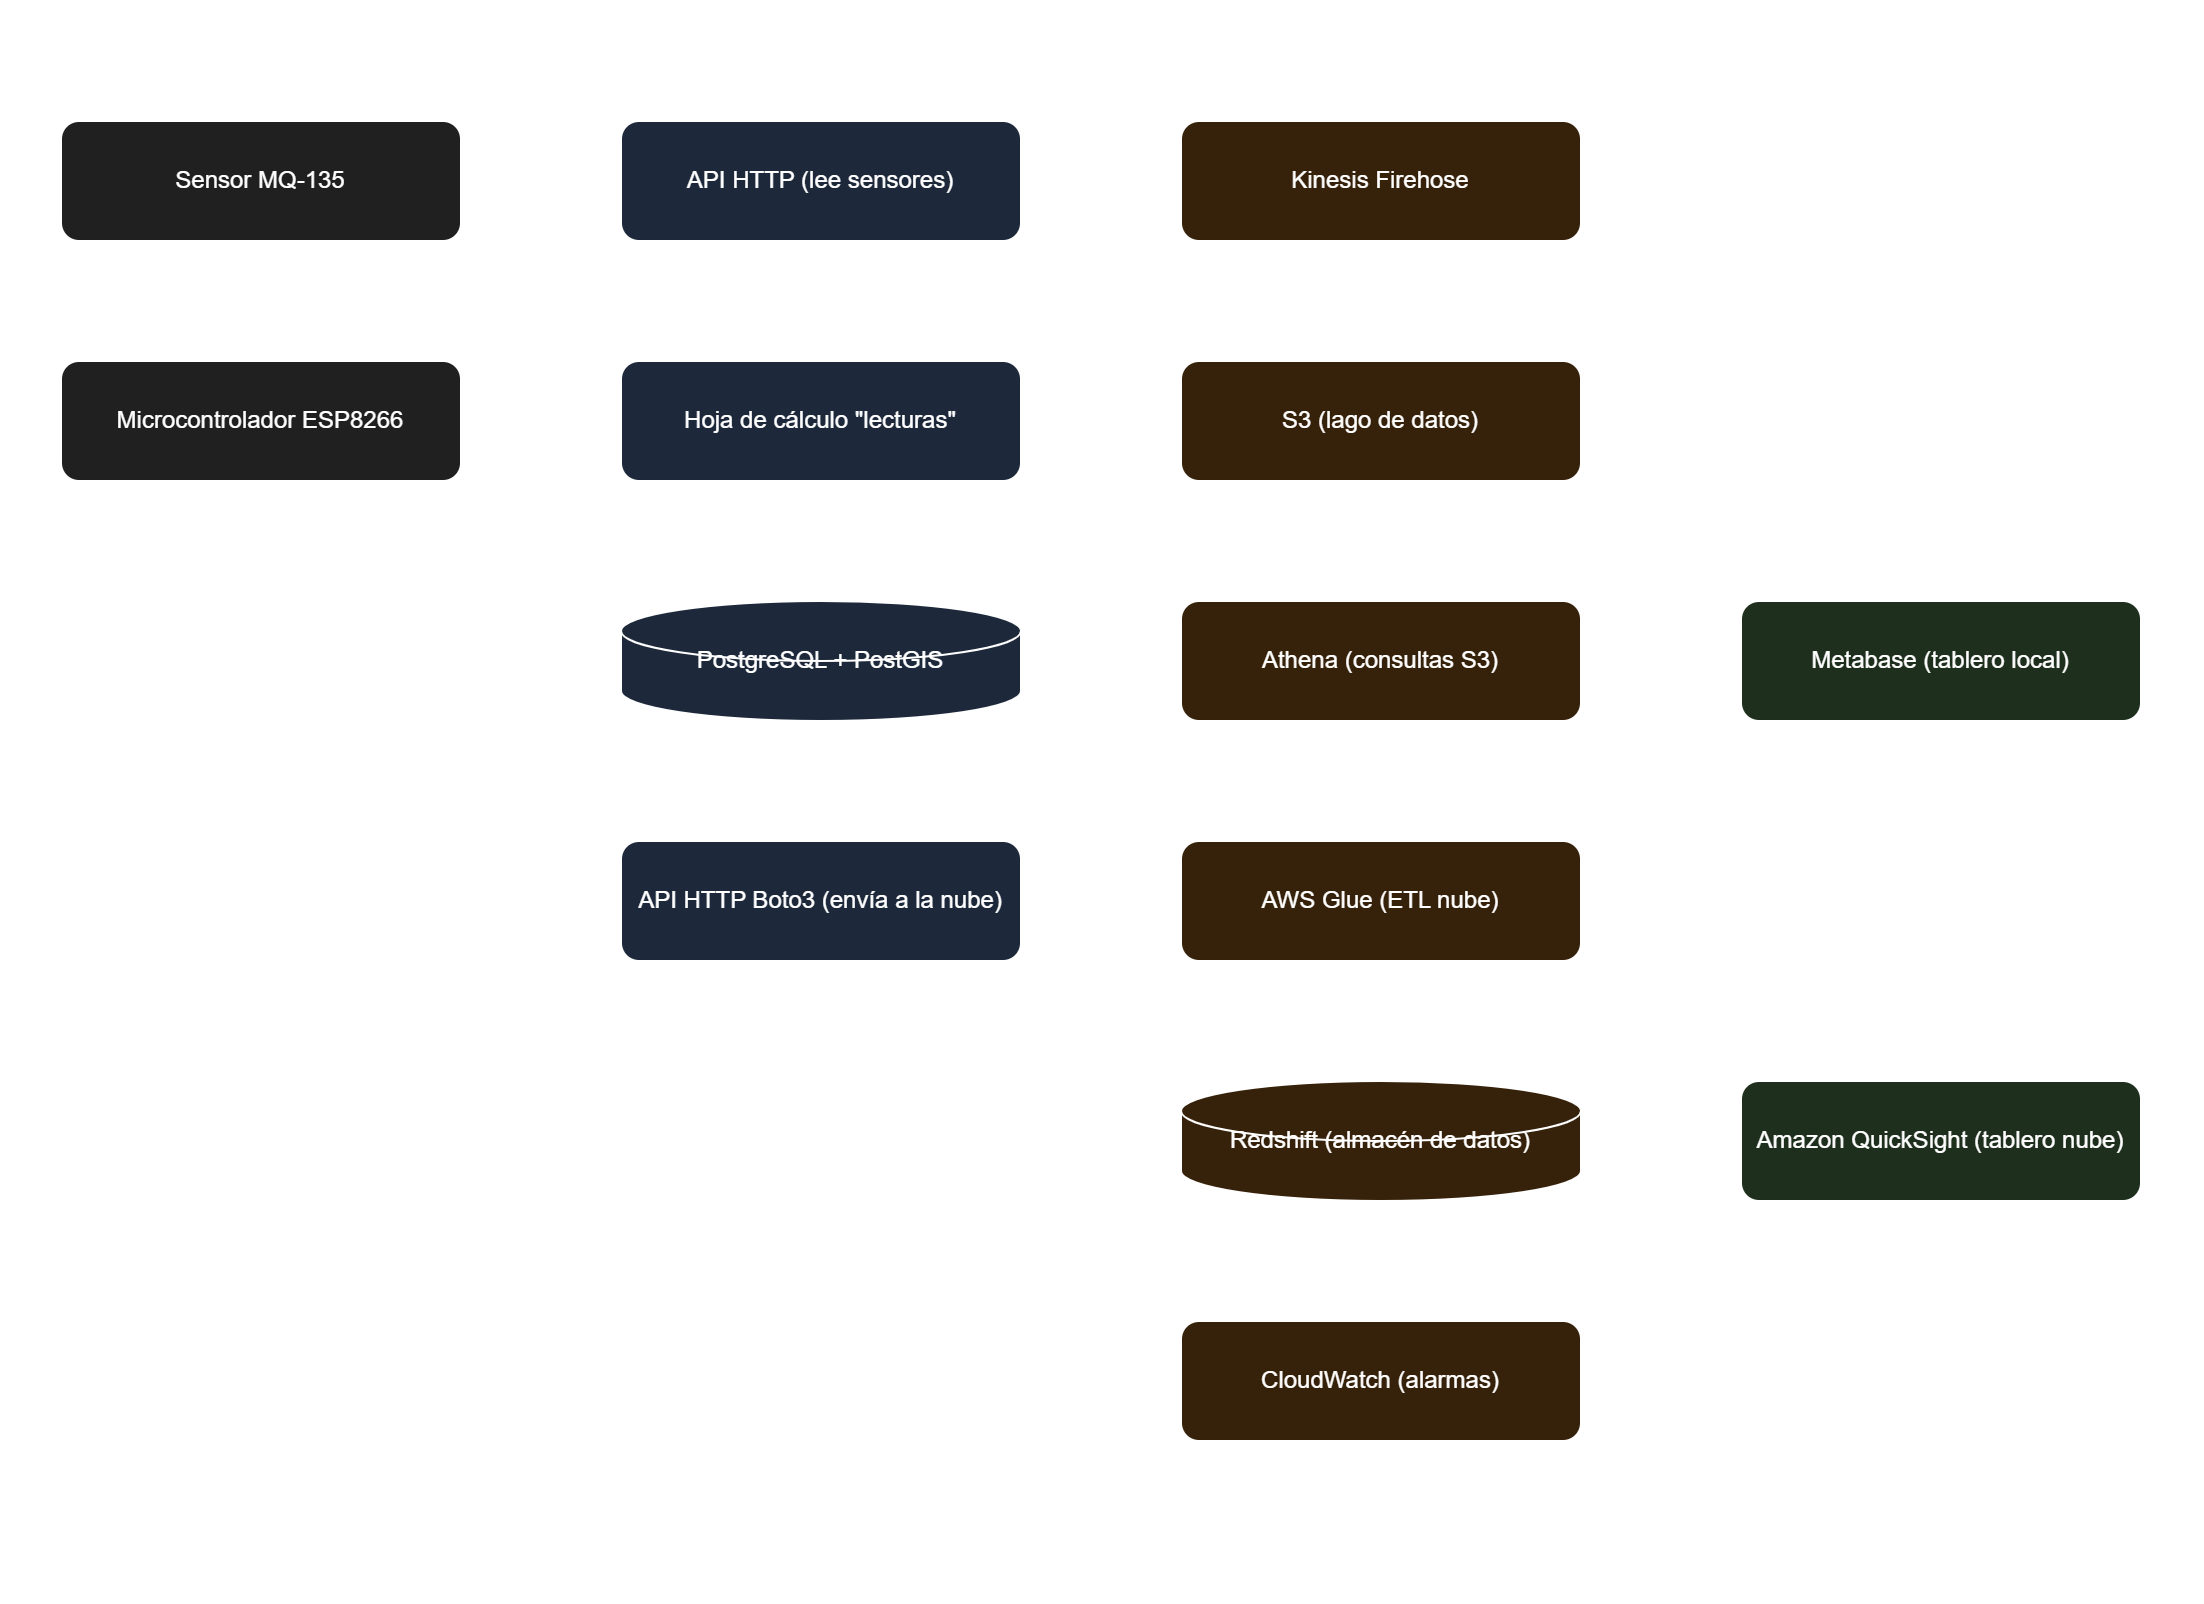 Sensor MQ-135
API HTTP (lee sensores)
Kinesis Firehose
Microcontrolador ESP8266
Hoja de cálculo "lecturas"
S3 (lago de datos)
PostgreSQL + PostGIS
Athena (consultas S3)
Metabase (tablero local)
API HTTP Boto3 (envía a la nube)
AWS Glue (ETL nube)
Redshift (almacén de datos)
Amazon QuickSight (tablero nube)
CloudWatch (alarmas)